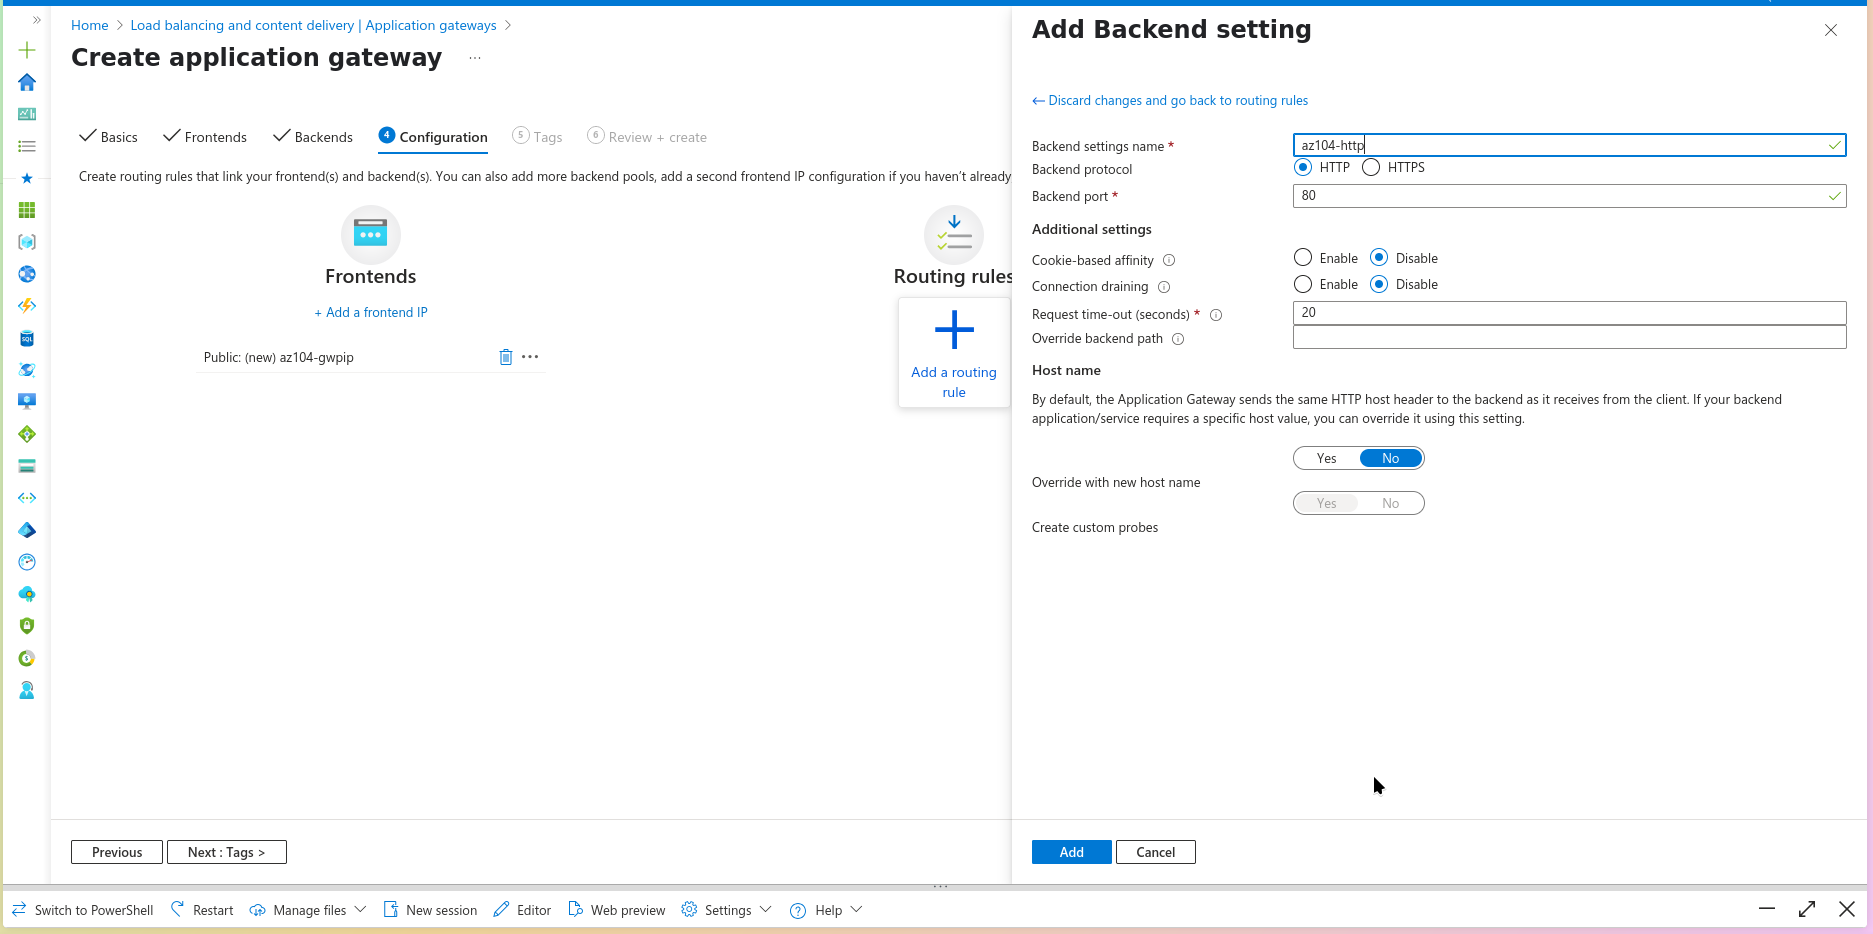 Home > Load balancing and content delivery | Application gateways >
Create application gateway ...
Basics Frontends Backends 4 Configuration 5 Tags 6 Review + create
Create routing rules that link your frontend(s) and backend(s). You can also add more backend pools, add a second frontend IP configuration if you haven't already
Frontends
+ Add a frontend IP
Public: (new) az104-gwpip
Routing rules
Add a routing
rule
Previous
Next : Tags >
Add Backend setting
← Discard changes and go back to routing rules
Backend settings name * az104-http
Backend protocol HTTP HTTPS
Backend port * 80
Additional settings
Cookie-based affinity Enable Disable
Connection draining Enable Disable
Request time-out (seconds) * 20
Override backend path
Host name
By default, the Application Gateway sends the same HTTP host header to the backend as it receives from the client. If your backend
application/service requires a specific host value, you can override it using this setting.
Yes No
Override with new host name
Yes No
Create custom probes
Add Cancel
Switch to PowerShell Restart Manage files New session Editor Web preview Settings Help